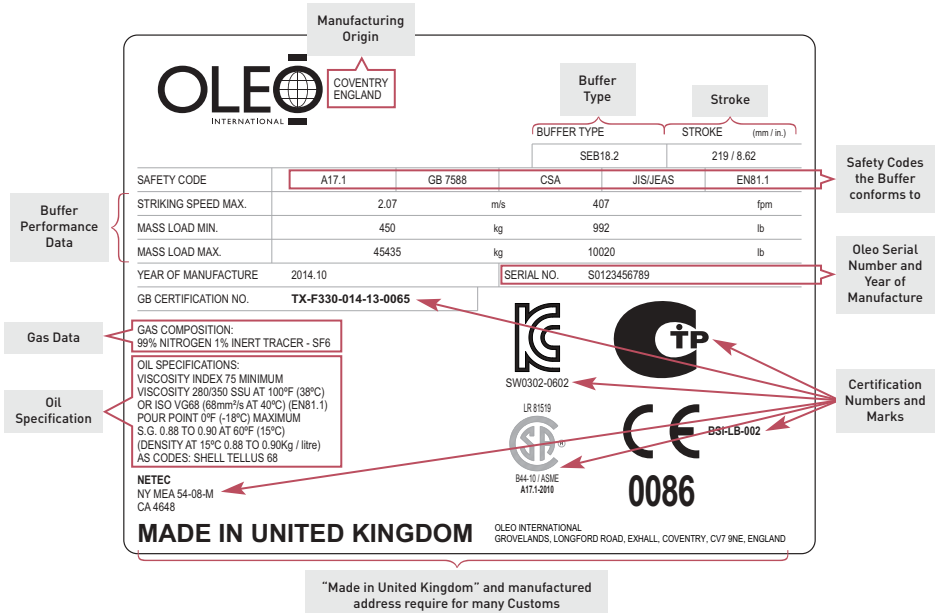 Manufacturing
Origin
OLEO
INTERNATIONAL
COVENTRY
ENGLAND
Buffer
Type
Stroke
BUFFER TYPE STROKE (mm / in.)
SEB18.2 219 / 8.62
Safety Codes
the Buffer
conforms to
SAFETY CODE A17.1 GB 7588 CSA JIS/JEAS EN81.1
Buffer
Performance
Data
STRIKING SPEED MAX. 2.07 m/s 407 fpm
MASS LOAD MIN. 450 kg 992 lb
MASS LOAD MAX. 45435 kg 10020 lb
Oleo Serial
Number and
Year of
Manufacture
YEAR OF MANUFACTURE 2014.10 SERIAL NO. S0123456789
GB CERTIFICATION NO. TX-F330-014-13-0065
Gas Data
GAS COMPOSITION:
99% NITROGEN 1% INERT TRACER - SF6
Oil
Specification
OIL SPECIFICATIONS:
VISCOSITY INDEX 75 MINIMUM
VISCOSITY 280/350 SSU AT 100ºF (38ºC)
OR ISO VG68 (68mm²/s AT 40ºC) (EN81.1)
POUR POINT 0ºF (-18ºC) MAXIMUM
S.G. 0.88 TO 0.90 AT 60ºF (15ºC)
(DENSITY AT 15ºC 0.88 TO 0.90Kg / litre)
AS CODES: SHELL TELLUS 68
KC
SW0302-0602
CTP
Certification
Numbers and
Marks
LR 81519
CSA ®
B44-10 / ASME
A17.1-2010
CE BSI-LB-002
0086
NETEC
NY MEA 54-08-M
CA 4648
MADE IN UNITED KINGDOM
OLEO INTERNATIONAL
GROVELANDS, LONGFORD ROAD, EXHALL, COVENTRY, CV7 9NE, ENGLAND
“Made in United Kingdom” and manufactured
address require for many Customs